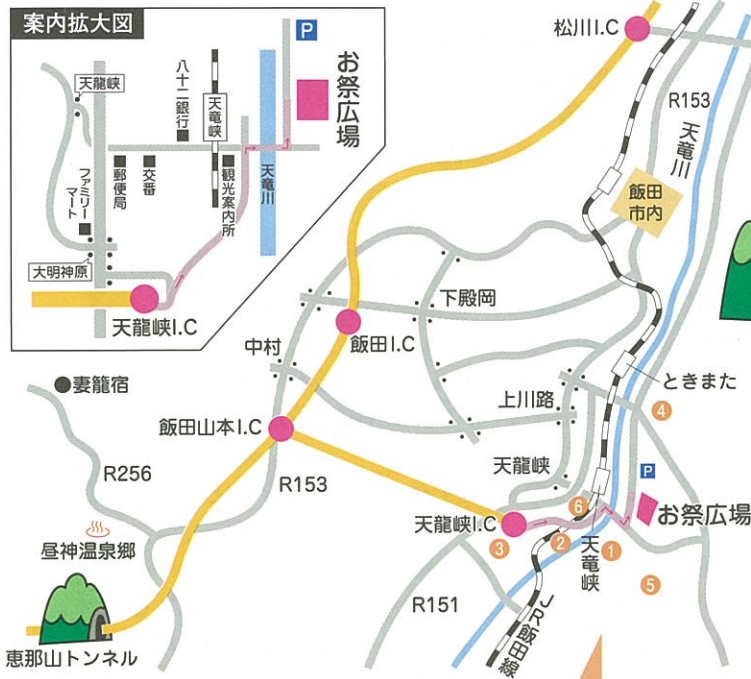 案内拡大図
P
お祭広場
天龍峡
八十二銀行
天竜峡
ファミリーマート
郵便局
交番
観光案内所
天竜川
大明神原
天龍峡I.C
松川I.C
R153
天竜川
飯田
市内
下殿岡
飯田I.C
中村
ときまた
妻籠宿
上川路
4
飯田山本I.C
天龍峡
P
R256
R153
6
お祭広場
天龍峡I.C
昼神温泉郷
3
2
天竜峡
1
5
R151
JR飯田線
恵那山トンネル